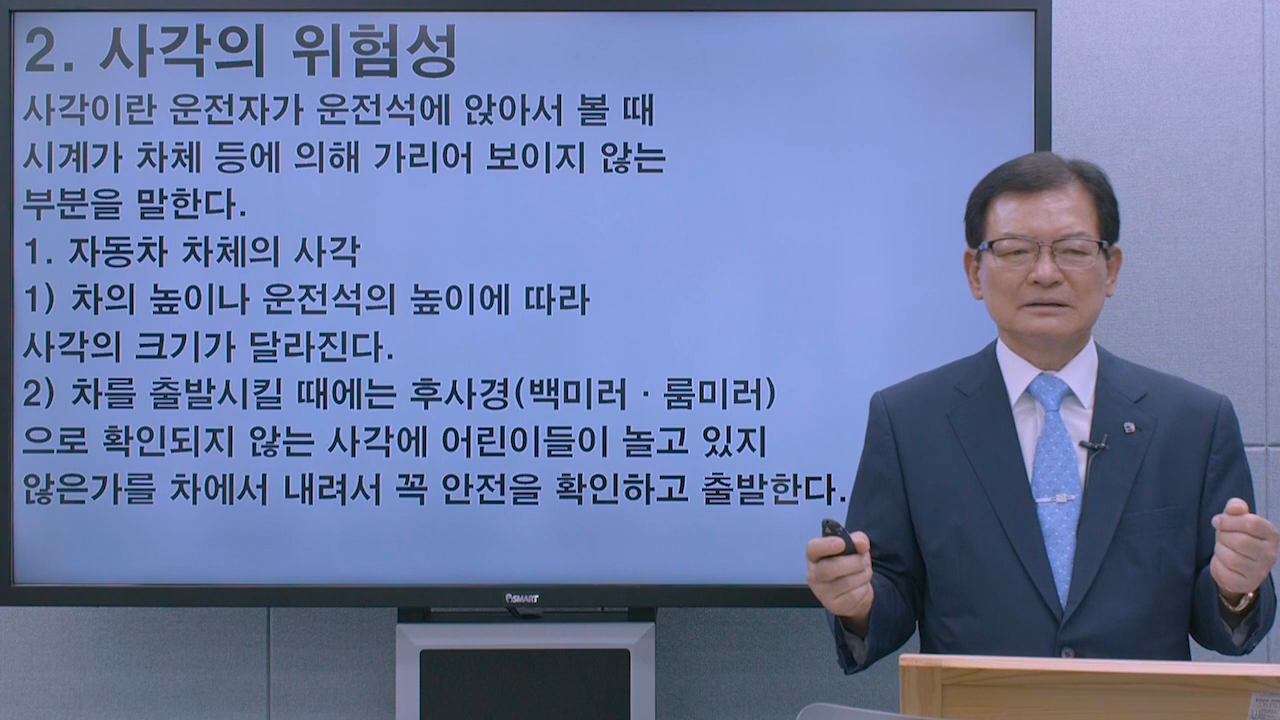 2. 사각의 위험성
사각이란 운전자가 운전석에 앉아서 볼 때
시계가 차체 등에 의해 가리어 보이지 않는
부분을 말한다.
1. 자동차 차체의 사각
1) 차의 높이나 운전석의 높이에 따라
사각의 크기가 달라진다.
2) 차를 출발시킬 때에는 후사경(백미러 · 룸미러)
으로 확인되지 않는 사각에 어린이들이 놀고 있지
않은가를 차에서 내려서 꼭 안전을 확인하고 출발한다.
SMART